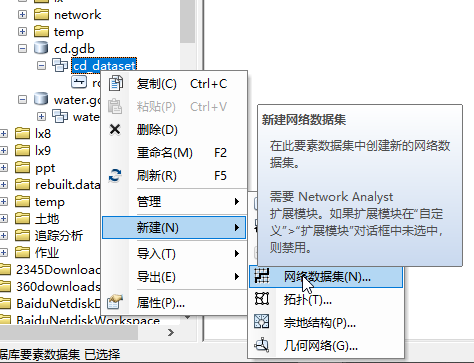 network
temp
cd.gdb
cd_dataset
water.g
wate
lx8
lx9
ppt
rebuilt.data
temp
土地
追踪分析
作业
2345Downloads
360downloads
BaiduNetdiskD
BaiduNetdiskWorkspace
据库要素数据集 已选择
复制(C) Ctrl+C
粘贴(P) Ctrl+V
删除(D)
重命名(M) F2
刷新(R) F5
管理
新建(N)
导入(T)
导出(E)
属性(P)...
新建网络数据集
在此要素数据集中创建新的网络数
据集。
需要 Network Analyst
扩展模块。如果扩展模块在“自定
义”>“扩展模块”对话框中未选中，
则禁用。
网络数据集(N)...
拓扑(T)...
宗地结构(P)...
几何网络(G)...